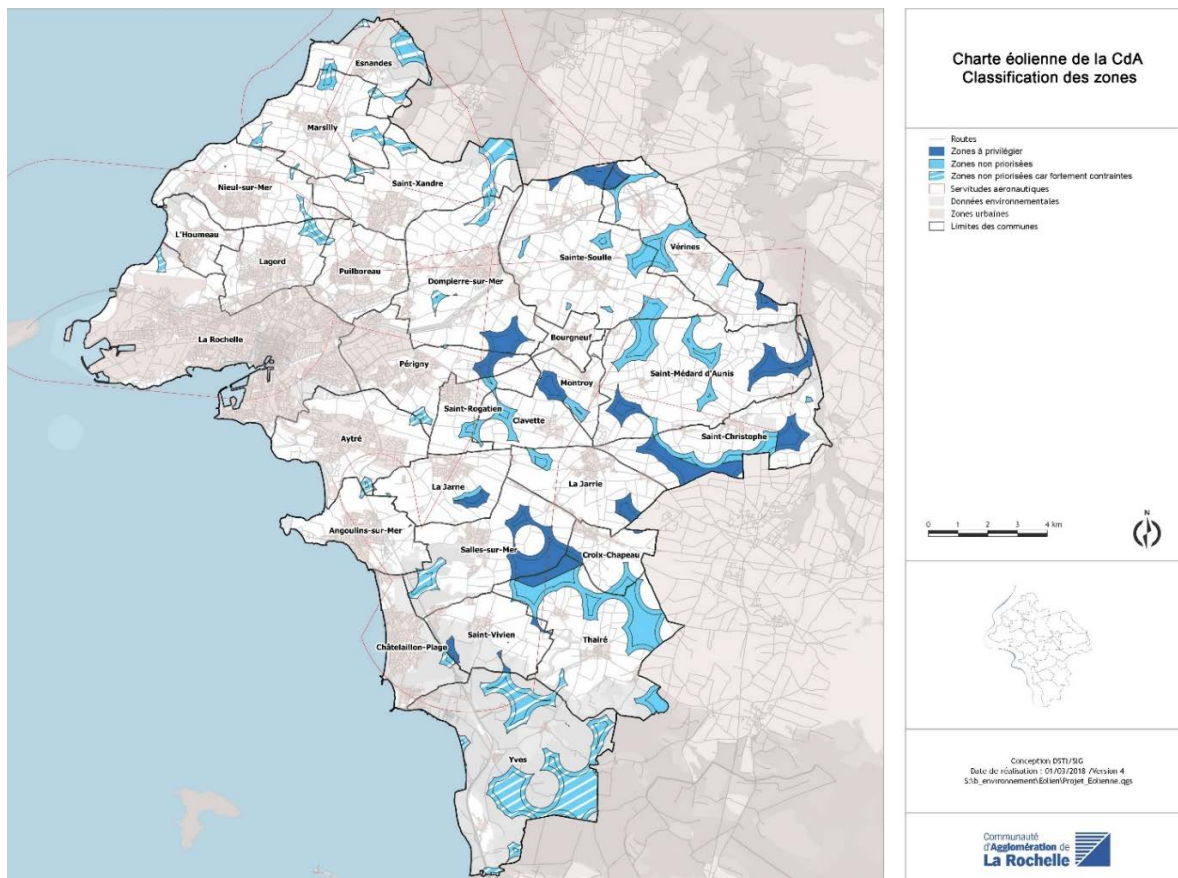 Esnandes
Marsilly
Nieul-sur-Mer
Saint-Xandre
L'Houmeau
Lagord
Puilboreau
Dompierre-sur-Mer
Sainte-Soulle
Vérines
La Rochelle
Périgny
Bourgneuf
Saint-Médard d'Aunis
Montroy
Saint-Rogatien
Clavette
Saint-Christophe
Aytré
La Jarne
La Jarrie
Angoulins-sur-Mer
Salles-sur-Mer
Croix-Chapeau
Saint-Vivien
Thairé
Châtelaillon-Plage
Yves
Charte éolienne de la CdA
Classification des zones
Routes
Zones à privilégier
Zones non priorisées
Zones non priorisées car fortement contraintes
Servitudes aéronautiques
Données environnementales
Zones urbaines
Limites des communes
0 1 2 3 4 km
N
Conception DSTI/SIG
Date de réalisation : 01/03/2018 /Version 4
S:\b_environnement\Eolien\Projet_Eolienne.qgs
Communauté
d'Agglomération de
La Rochelle